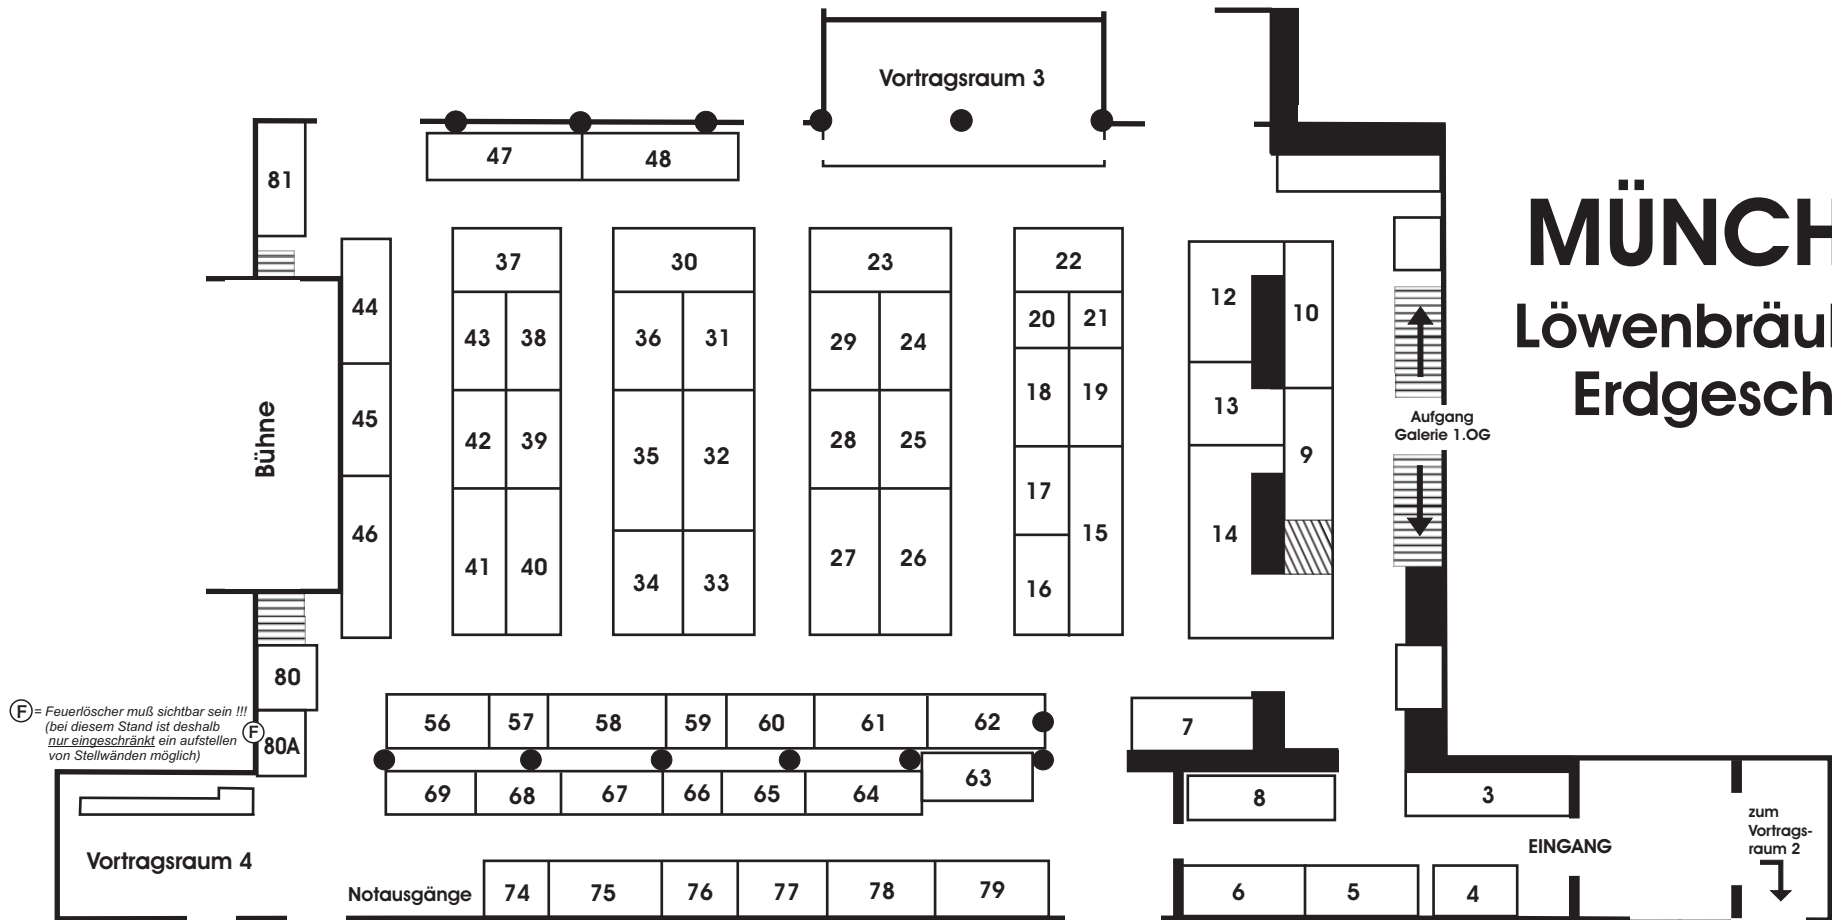 Vortragsraum 3
47 48
81
MÜNCH
37 30 23 22
12
44 10
20 21
Löwenbräul
43 38 36 31 29 24
18 19
Erdgesch
13
45 Aufgang
Galerie 1.OG
Bühne
42 39 28 25
35 32 9
17
46 15 14
41 40 27 26
34 33 16
80
F = Feuerlöscher muß sichtbar sein !!!
(bei diesem Stand ist deshalb
nur eingeschränkt ein aufstellen
von Stellwänden möglich)
F
80A
56 57 58 59 60 61 62
7
63
69 68 67 66 65 64
8 3
zum
Vortrags-
raum 2
EINGANG
Vortragsraum 4
Notausgänge
74 75 76 77 78 79
6 5 4